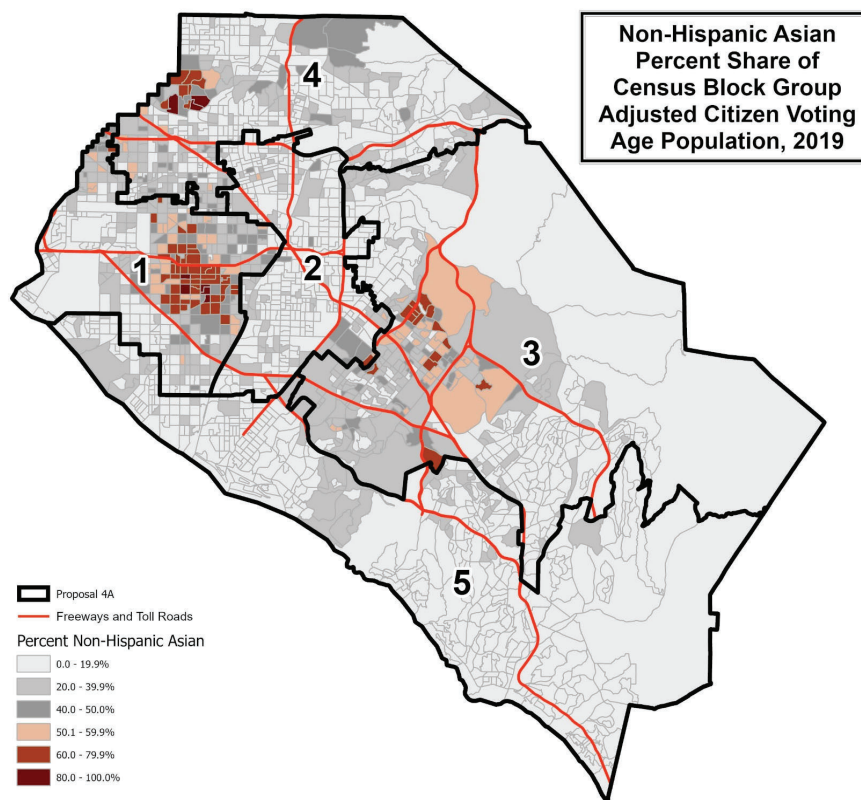 Non-Hispanic Asian
Percent Share of
Census Block Group
Adjusted Citizen Voting
Age Population, 2019
4
1
2
3
5
Proposal 4A
Freeways and Toll Roads
Percent Non-Hispanic Asian
0.0 - 19.9%
20.0 - 39.9%
40.0 - 50.0%
50.1 - 59.9%
60.0 - 79.9%
80.0 - 100.0%